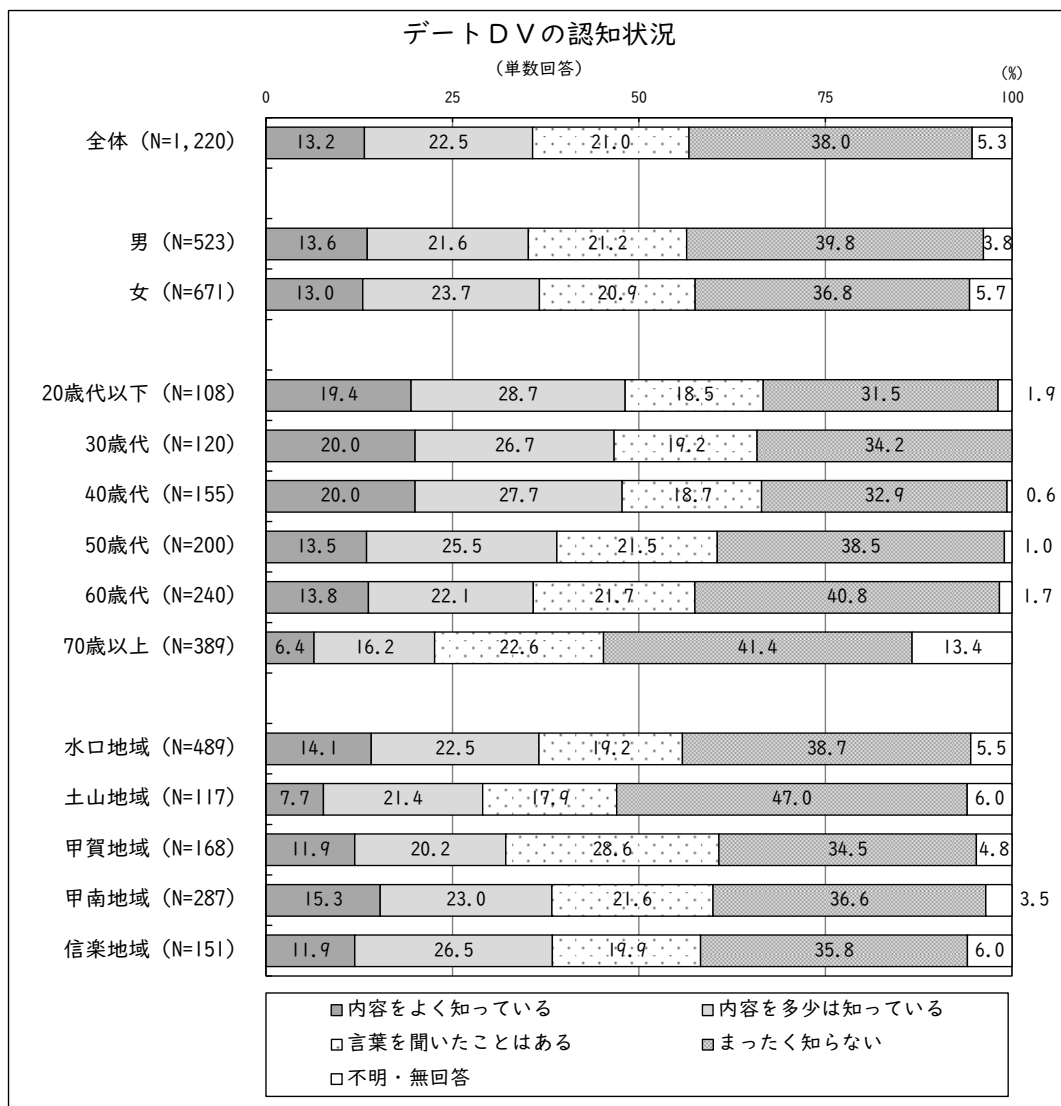 デートＤＶの認知状況
(単数回答)
(%)
0 25 50 75 100
全体 (N=1,220) 13.2 22.5 21.0 38.0 5.3
男 (N=523) 13.6 21.6 21.2 39.8 3.8
女 (N=671) 13.0 23.7 20.9 36.8 5.7
20歳代以下 (N=108) 19.4 28.7 18.5 31.5 1.9
30歳代 (N=120) 20.0 26.7 19.2 34.2
40歳代 (N=155) 20.0 27.7 18.7 32.9 0.6
50歳代 (N=200) 13.5 25.5 21.5 38.5 1.0
60歳代 (N=240) 13.8 22.1 21.7 40.8 1.7
70歳以上 (N=389) 6.4 16.2 22.6 41.4 13.4
水口地域 (N=489) 14.1 22.5 19.2 38.7 5.5
土山地域 (N=117) 7.7 21.4 17.9 47.0 6.0
甲賀地域 (N=168) 11.9 20.2 28.6 34.5 4.8
甲南地域 (N=287) 15.3 23.0 21.6 36.6 3.5
信楽地域 (N=151) 11.9 26.5 19.9 35.8 6.0
内容をよく知っている 内容を多少は知っている
言葉を聞いたことはある まったく知らない
不明・無回答